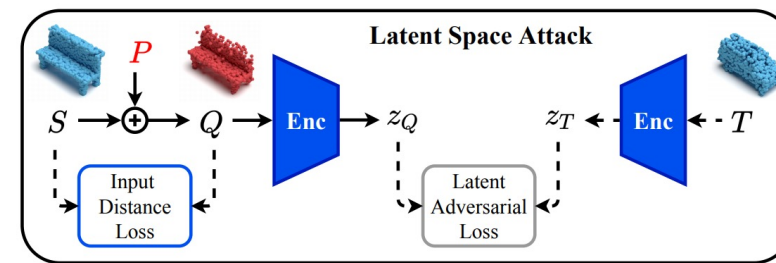 Latent Space Attack
P
S
Q
Enc
z_Q
z_T
Enc
T
Input
Distance
Loss
Latent
Adversarial
Loss